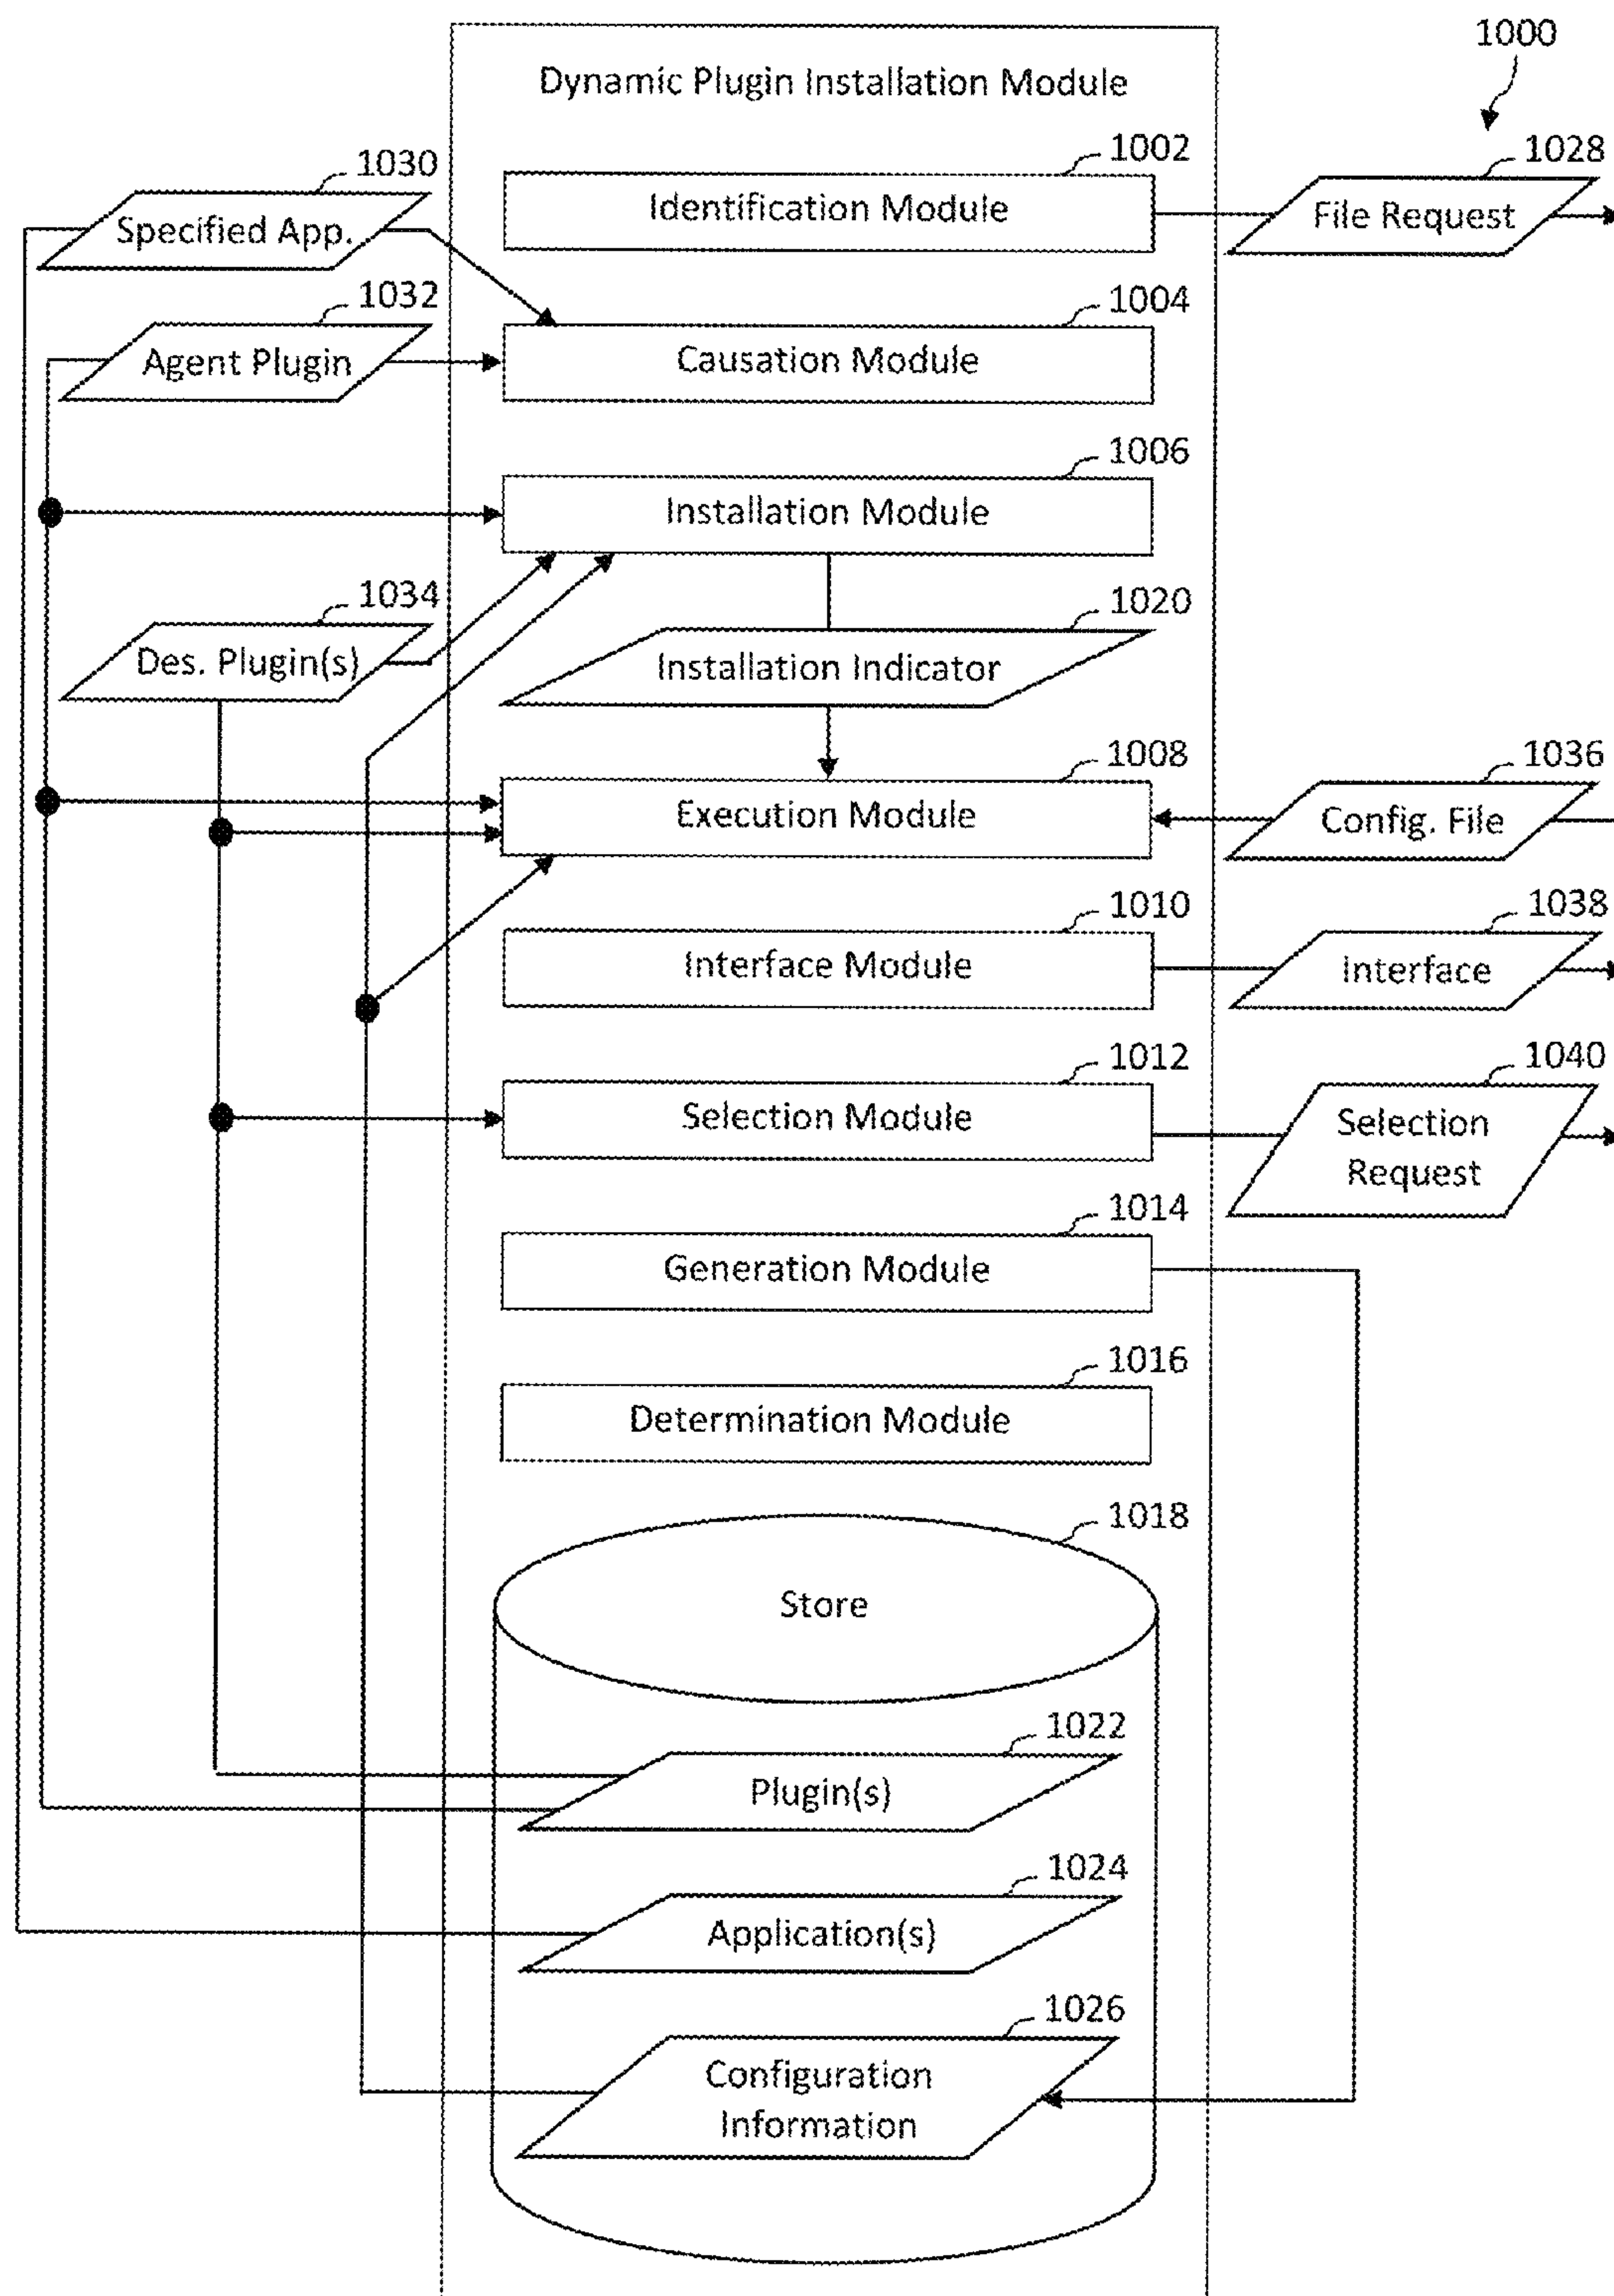 1000
Dynamic Plugin Installation Module
1002
1028
1030
Identification Module
File Request
Specified App.
1032
1004
Agent Plugin
Causation Module
1006
Installation Module
1034
1020
Des. Plugin(s)
Installation Indicator
1008
1036
Execution Module
Config. File
1010
1038
Interface Module
Interface
1012
1040
Selection Module
Selection
Request
1014
Generation Module
1016
Determination Module
1018
Store
1022
Plugin(s)
1024
Application(s)
1026
Configuration
Information